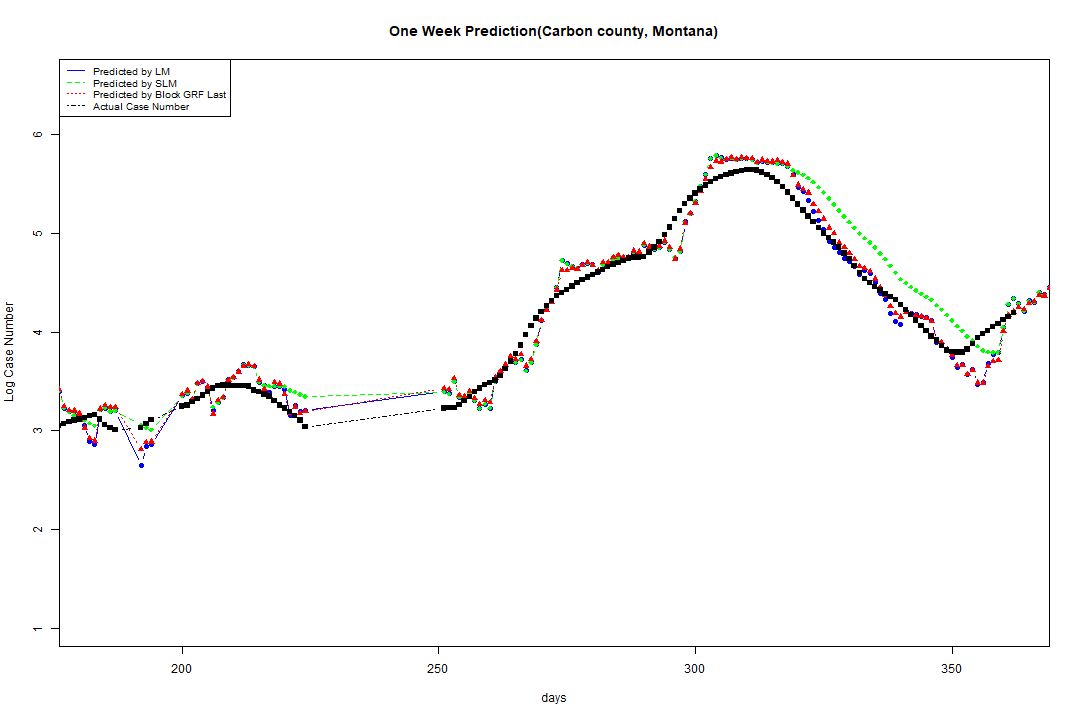 One Week Prediction(Carbon county, Montana)
Predicted by LM
Predicted by SLM
Predicted by Block GRF Last
Actual Case Number
6
5
4
3
2
1
Log Case Number
200
250
300
350
days